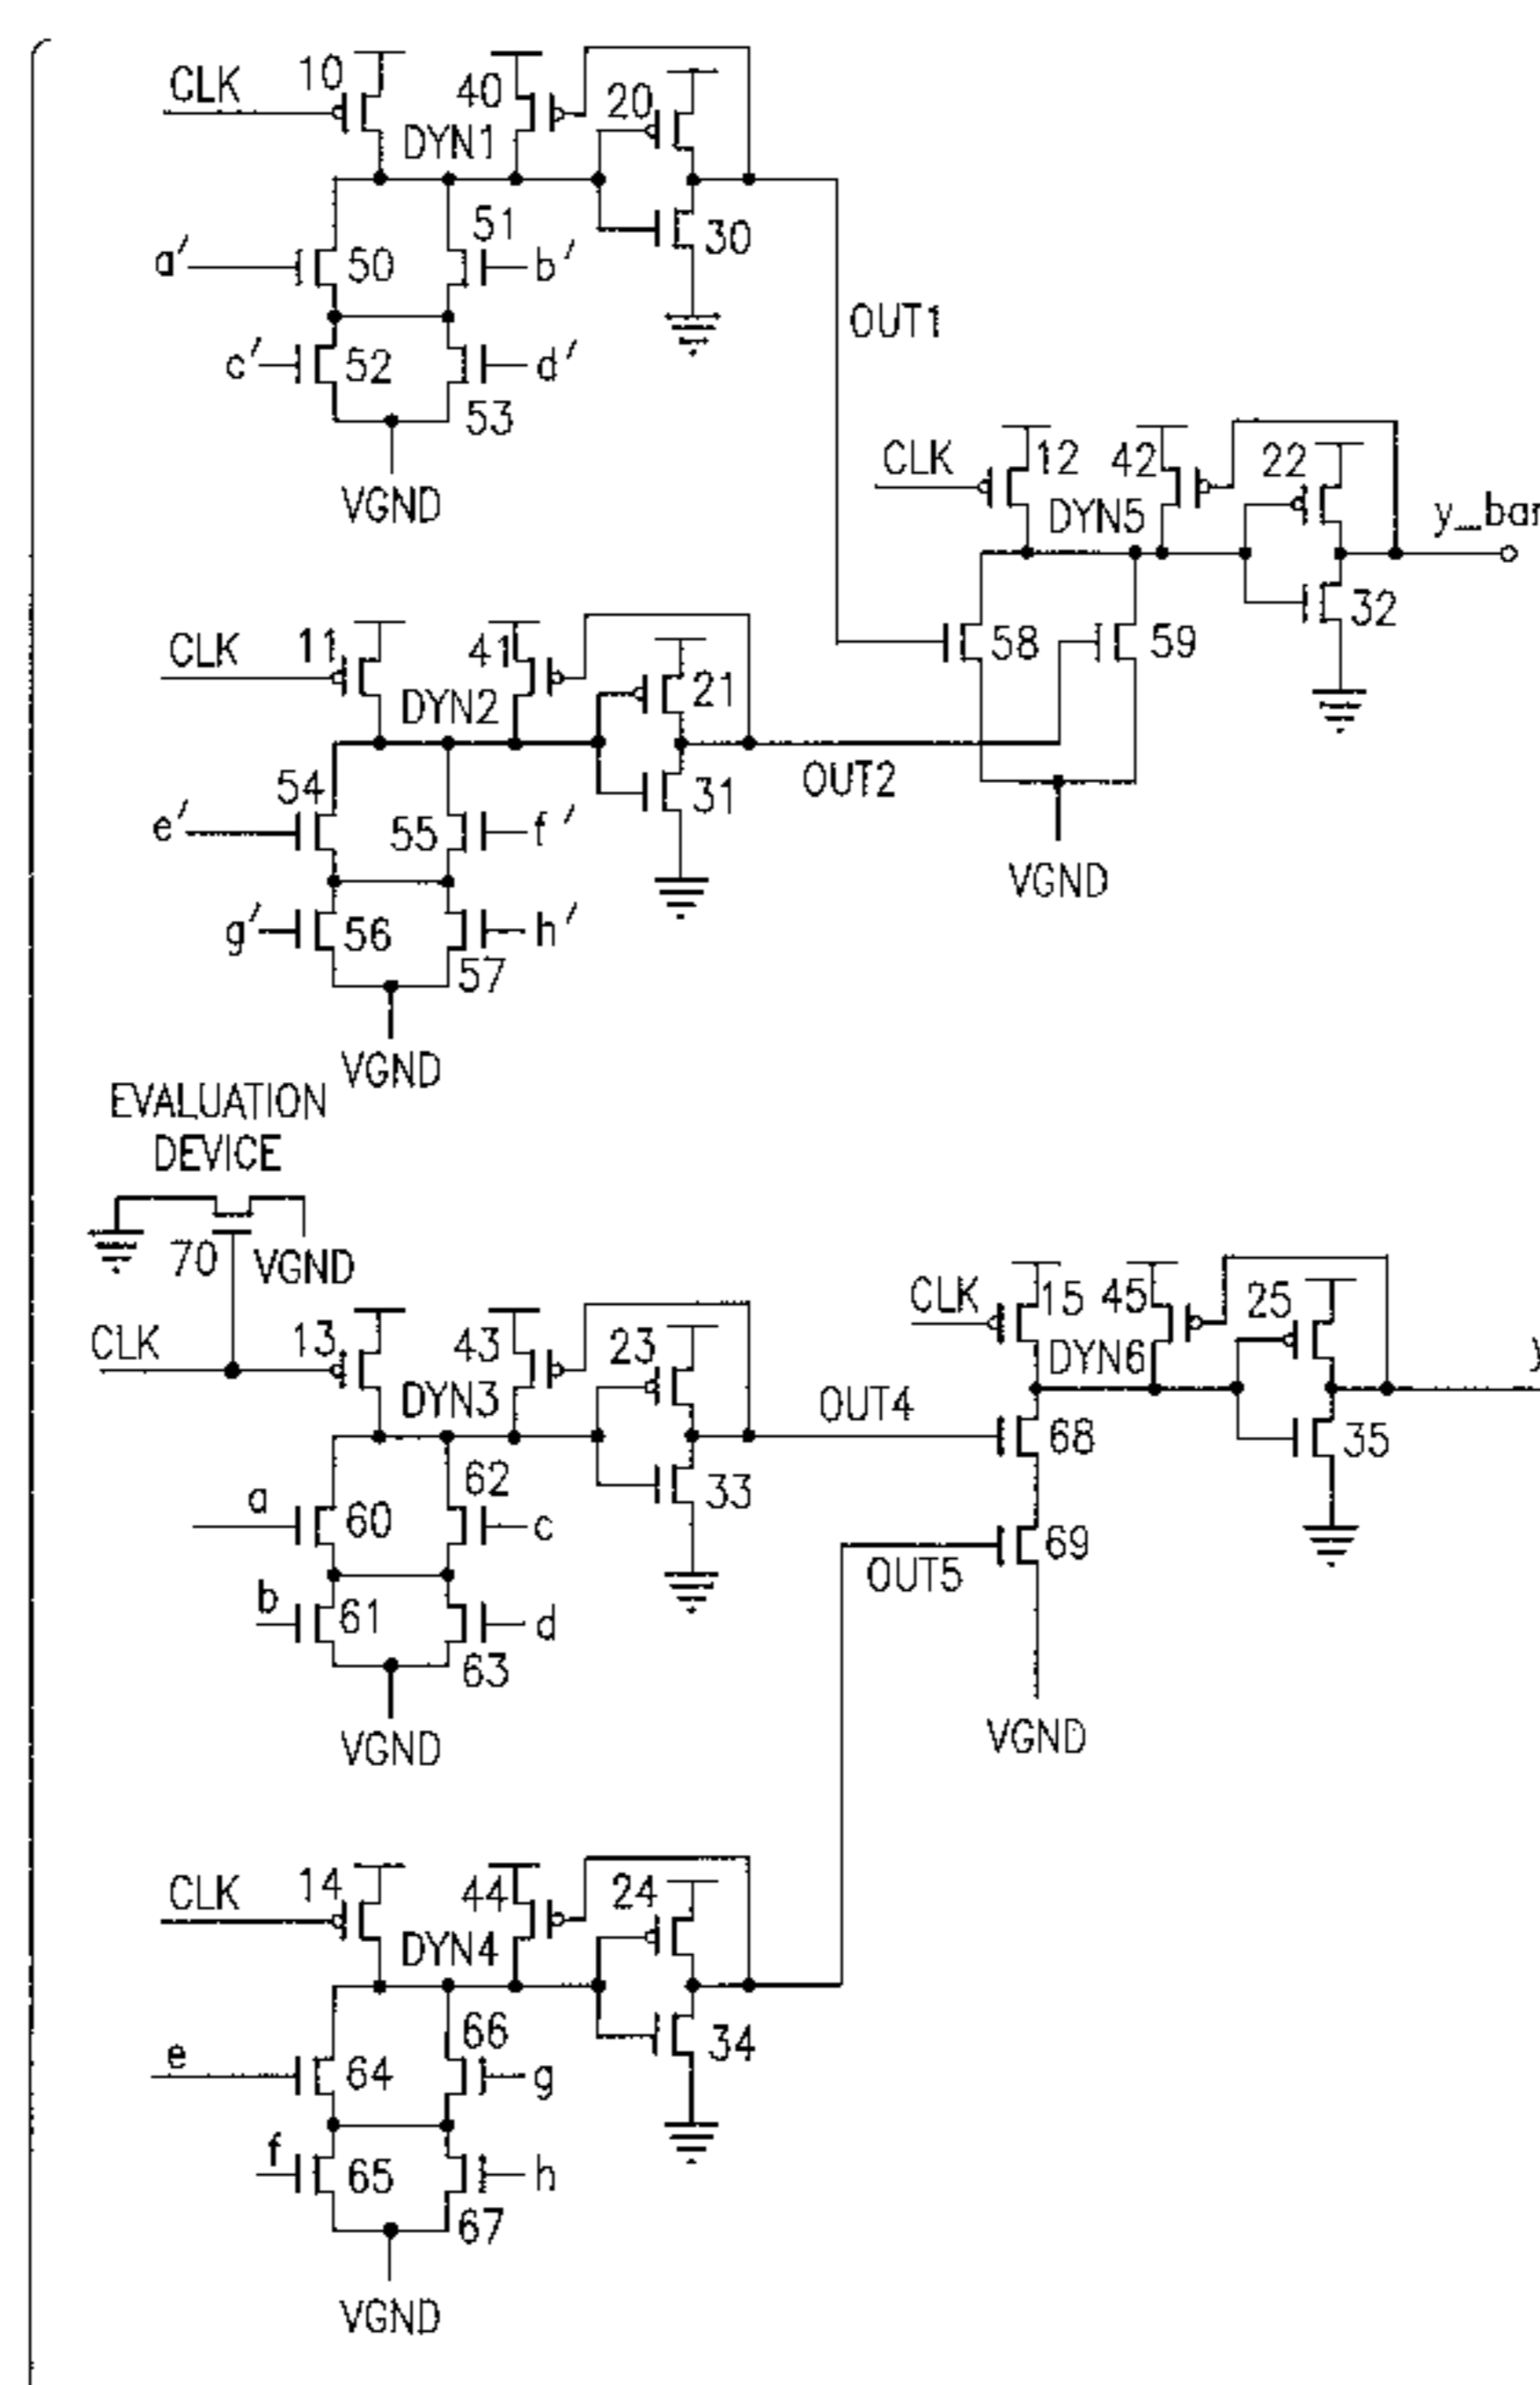 CLK 10 40 20
DYN1
51
a' 50 b' 30
OUT1
c' 52 d'
53
VGND
CLK 12 42 22
DYN5 y_bar
32
CLK 11 41 21
DYN2
58 59
54 OUT2 31
e' 55 f'
VGND
g' 56 h'
57
VGND
EVALUATION
DEVICE
70 VGND
CLK 13 43 23
DYN3
CLK 15 45 25
DYN6 y
OUT4
68 35
62
a 60 c 33
69
OUT5
b 61 d
63
VGND
VGND
CLK 14 44 24
DYN4
66
e 64 g 34
f 65 h
67
VGND